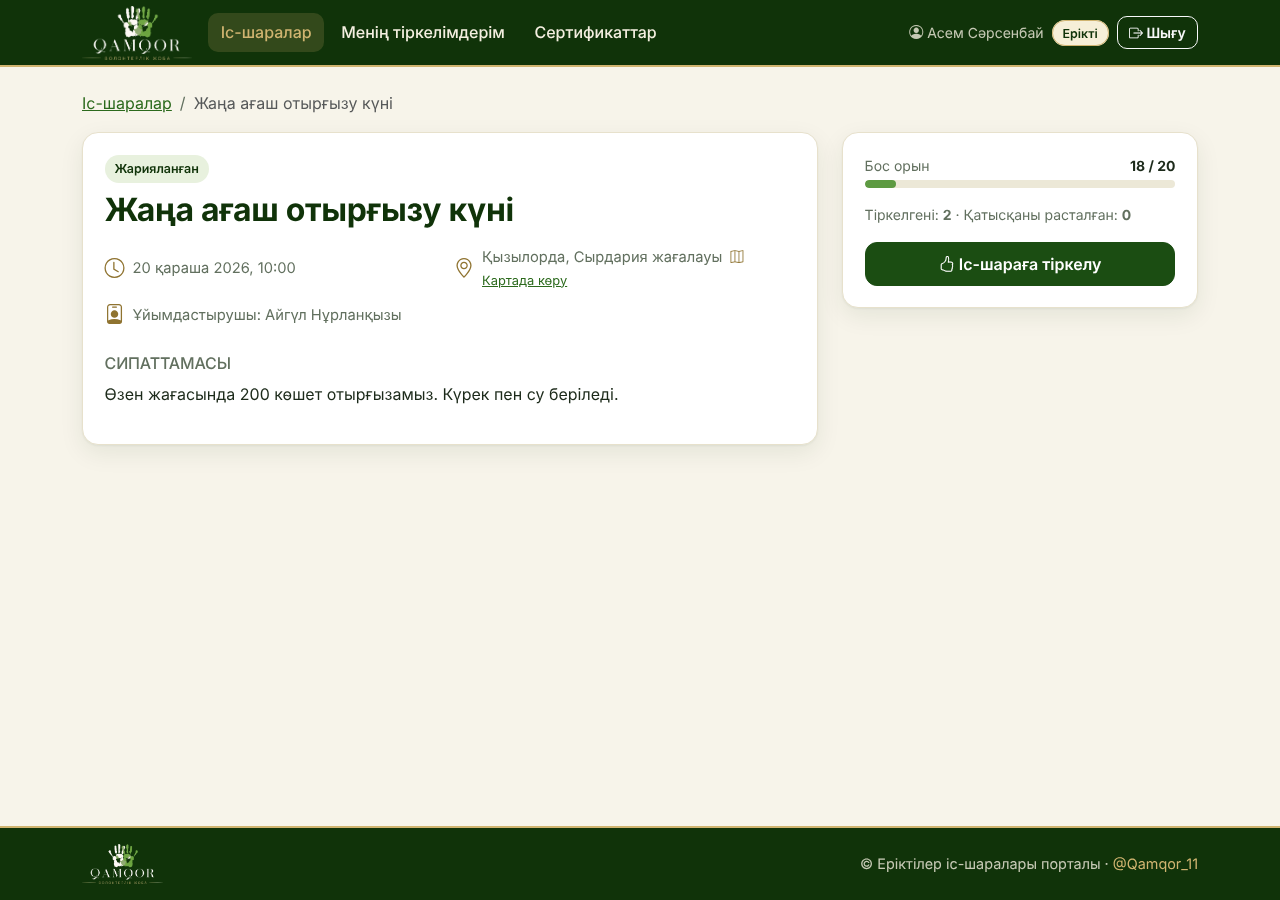 QAMQOR
Іс-шаралар
Менің тіркелімдерім
Сертификаттар
Асем Сәрсенбай
Ерікті
Шығу
Іс-шаралар / Жаңа ағаш отырғызу күні
Жарияланған
Жаңа ағаш отырғызу күні
20 қараша 2026, 10:00
Қызылорда, Сырдария жағалауы
Картада көру
Ұйымдастырушы: Айгүл Нұрланқызы
СИПАТТАМАСЫ
Өзен жағасында 200 көшет отырғызамыз. Күрек пен су беріледі.
Бос орын 18 / 20
Тіркелгені: 2 · Қатысқаны расталған: 0
Іс-шараға тіркелу
QAMQOR
© Еріктілер іс-шаралары порталы · @Qamqor_11